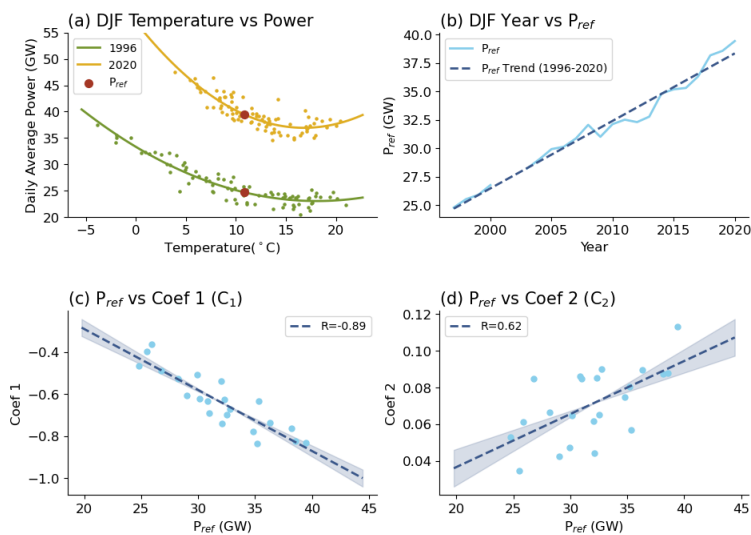 (a) DJF Temperature vs Power
55
50
45
40
35
30
25
20
Daily Average Power (GW)
1996
2020
P_ref
−5
0
5
10
15
20
Temperature(°C)
(b) DJF Year vs P_ref
40.0
37.5
35.0
32.5
30.0
27.5
25.0
P_ref (GW)
P_ref
P_ref Trend (1996-2020)
2000
2005
2010
2015
2020
Year
(c) P_ref vs Coef 1 (C₁)
−0.4
−0.6
−0.8
−1.0
Coef 1
R=-0.89
20
25
30
35
40
45
P_ref (GW)
(d) P_ref vs Coef 2 (C₂)
0.12
0.10
0.08
0.06
0.04
Coef 2
R=0.62
20
25
30
35
40
45
P_ref (GW)